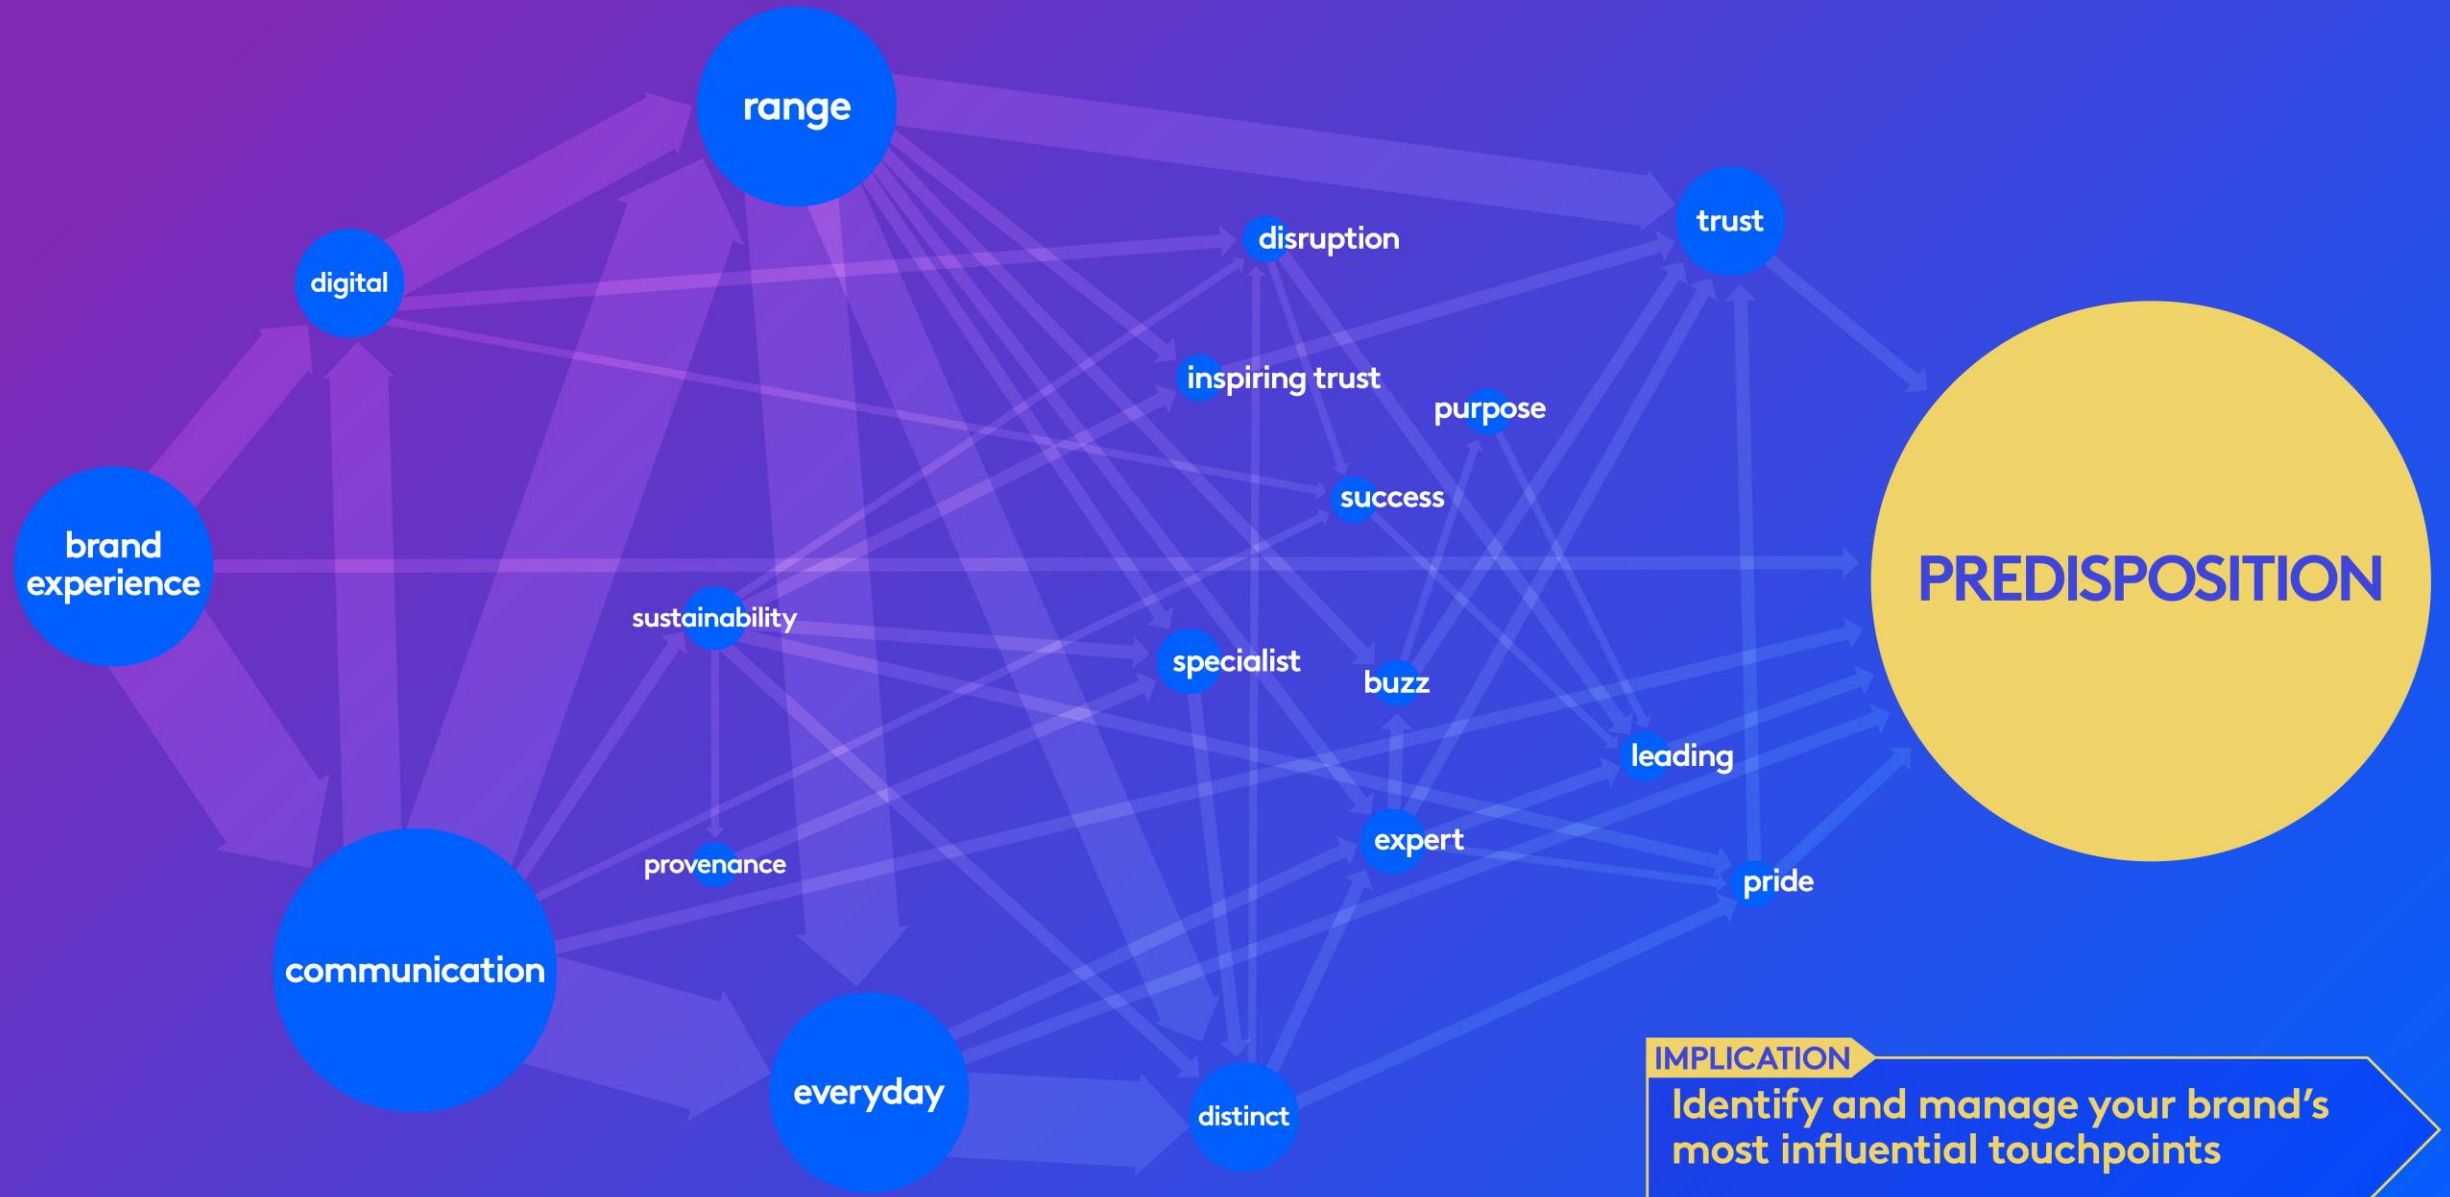 range
trust
disruption
digital
inspiring trust
purpose
success
brand
experience
PREDISPOSITION
sustainability
specialist
buzz
leading
expert
provenance
pride
communication
everyday
distinct
IMPLICATION
Identify and manage your brand's
most influential touchpoints